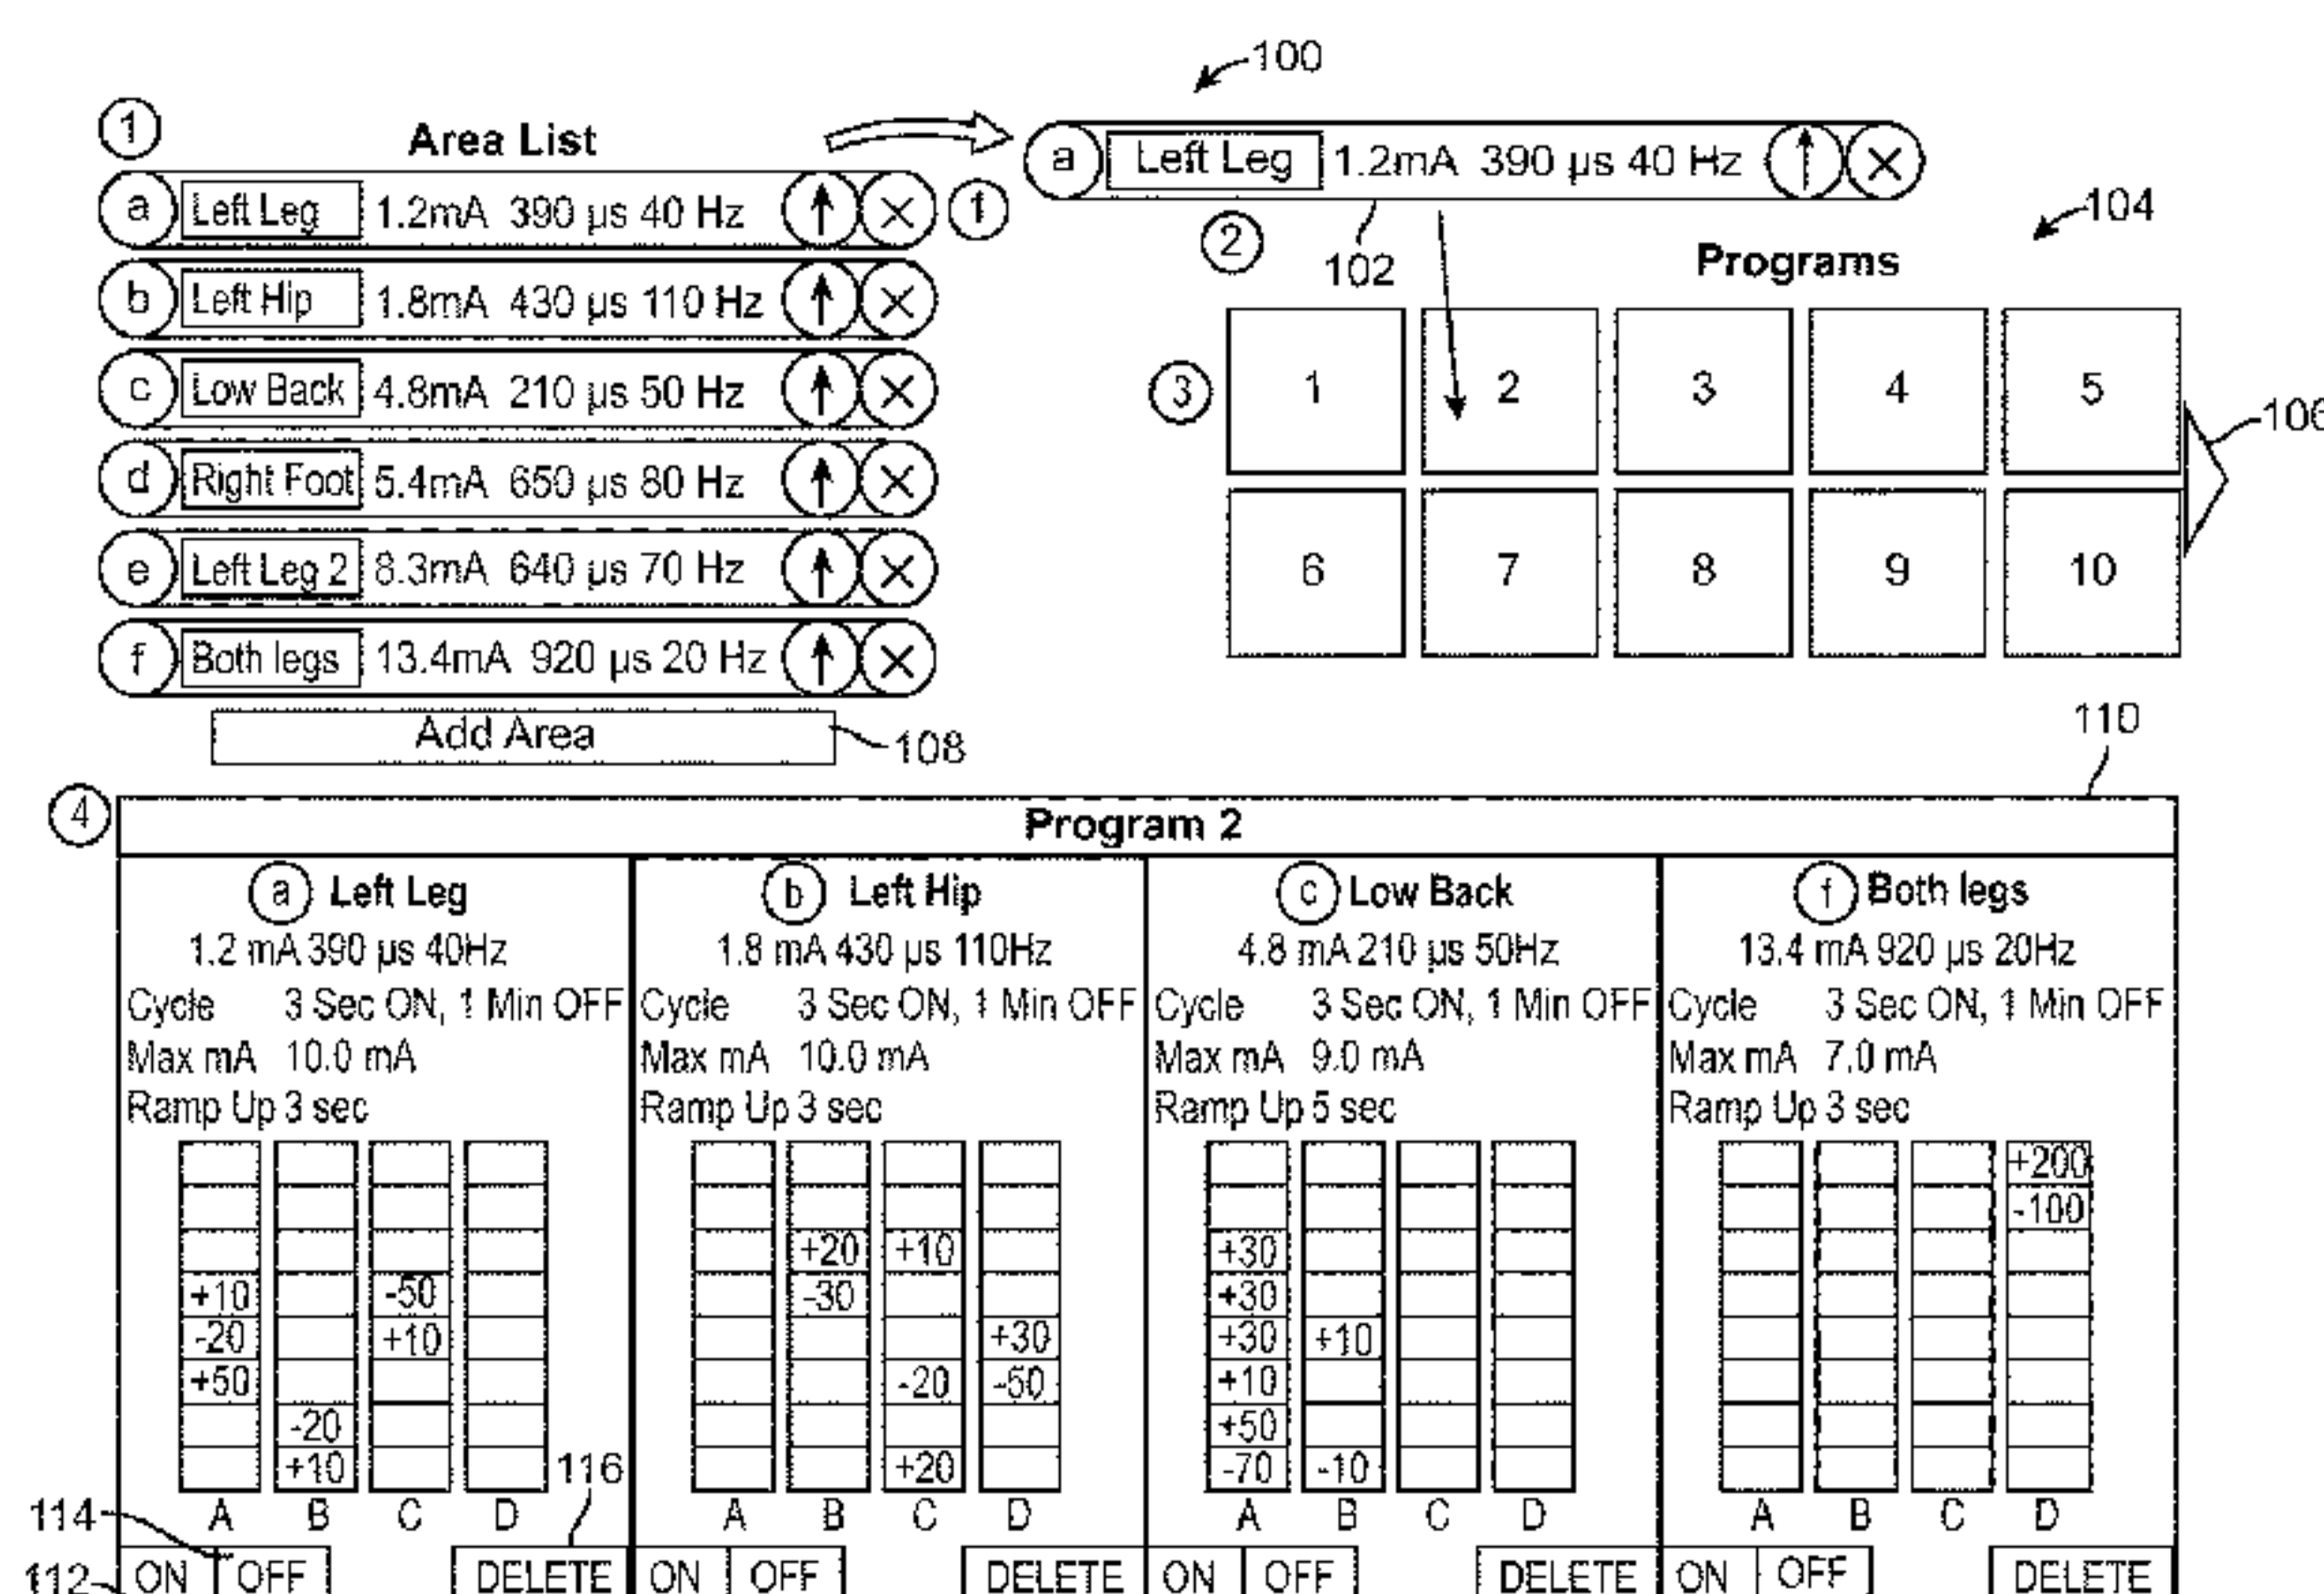 100
1 Area List
a Left Leg 1.2mA 390 µs 40 Hz 1
b Left Hip 1.8mA 430 µs 110 Hz
c Low Back 4.8mA 210 µs 50 Hz
d Right Foot 5.4mA 650 µs 80 Hz
e Left Leg 2 8.3mA 640 µs 70 Hz
f Both legs 13.4mA 920 µs 20 Hz
Add Area
108
a Left Leg 1.2mA 390 µs 40 Hz
2
102
104
Programs
3 1 2 3 4 5
106
6 7 8 9 10
110
4 Program 2
a Left Leg
1.2 mA 390 µs 40Hz
Cycle 3 Sec ON, 1 Min OFF
Max mA 10.0 mA
Ramp Up 3 sec
+10 -50
-20 +10
+50
-20
+10
A B C D
116
114
112
ON OFF DELETE
b Left Hip
1.8 mA 430 µs 110Hz
Cycle 3 Sec ON, 1 Min OFF
Max mA 10.0 mA
Ramp Up 3 sec
+20 +10
-30
+30
-20 -50
+20
A B C D
ON OFF DELETE
c Low Back
4.8 mA 210 µs 50Hz
Cycle 3 Sec ON, 1 Min OFF
Max mA 9.0 mA
Ramp Up 5 sec
+30
+30
+30 +10
+10
+50
-70 -10
A B C D
ON OFF DELETE
f Both legs
13.4 mA 920 µs 20Hz
Cycle 3 Sec ON, 1 Min OFF
Max mA 7.0 mA
Ramp Up 3 sec
+200
-100
A B C D
ON OFF DELETE